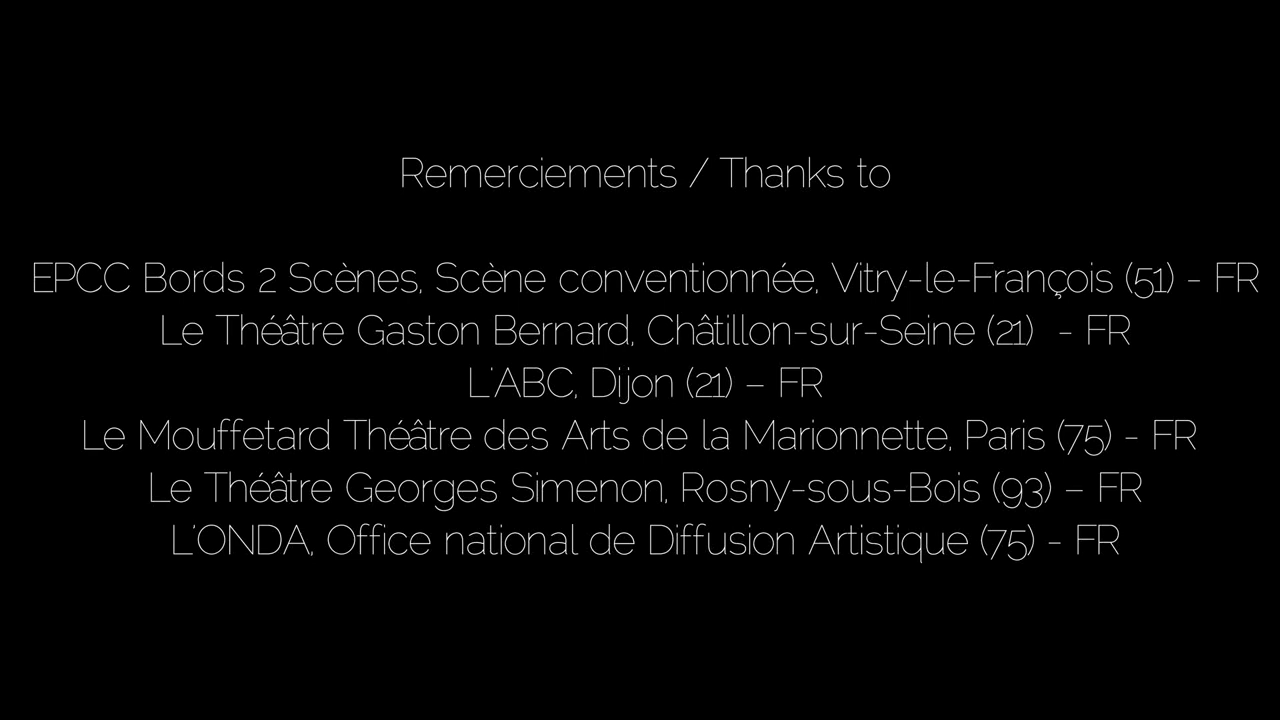 Remerciements / Thanks to
EPCC Bords 2 Scènes, Scène conventionnée, Vitry-le-François (51) - FR
Le Théâtre Gaston Bernard, Châtillon-sur-Seine (21)  - FR
L'ABC, Dijon (21) – FR
Le Mouffetard Théâtre des Arts de la Marionnette, Paris (75) - FR
Le Théâtre Georges Simenon, Rosny-sous-Bois (93) – FR
L'ONDA, Office national de Diffusion Artistique (75) - FR